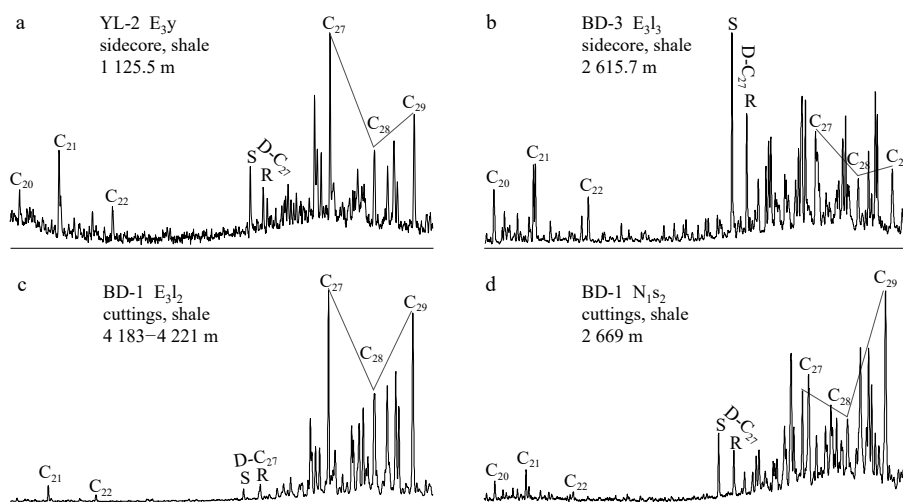 a
YL-2 E₃y
sidecore, shale
1 125.5 m
C₂₀
C₂₁
C₂₂
S
D-C₂₇
R
C₂₇
C₂₈
C₂₉
b
BD-3 E₃l₃
sidecore, shale
2 615.7 m
C₂₀
C₂₁
C₂₂
S
D-C₂₇
R
C₂₇
C₂₈
C₂
c
BD-1 E₃l₂
cuttings, shale
4 183−4 221 m
C₂₁
C₂₂
D-C₂₇
S
R
C₂₇
C₂₈
C₂₉
d
BD-1 N₁s₂
cuttings, shale
2 669 m
C₂₀
C₂₁
C₂₂
S
D-C₂₇
R
C₂₇
C₂₈
C₂₉